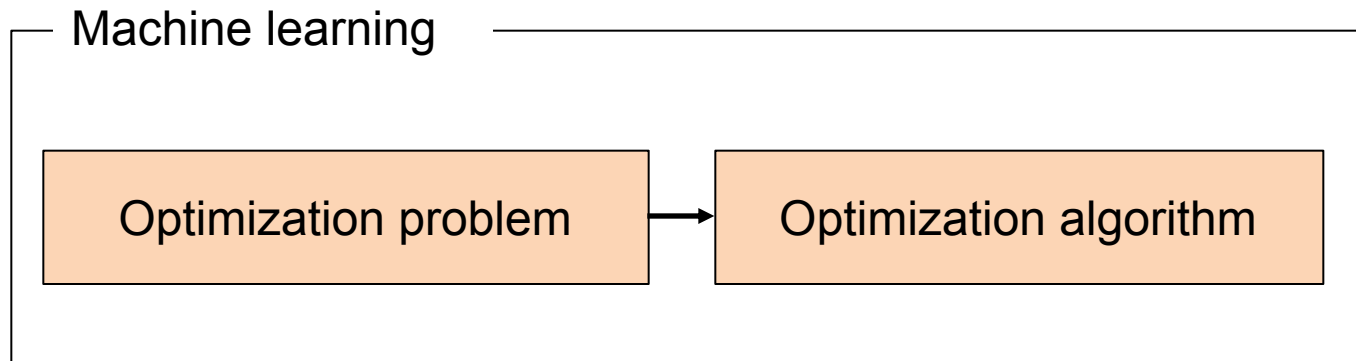 Machine learning
Optimization problem
Optimization algorithm